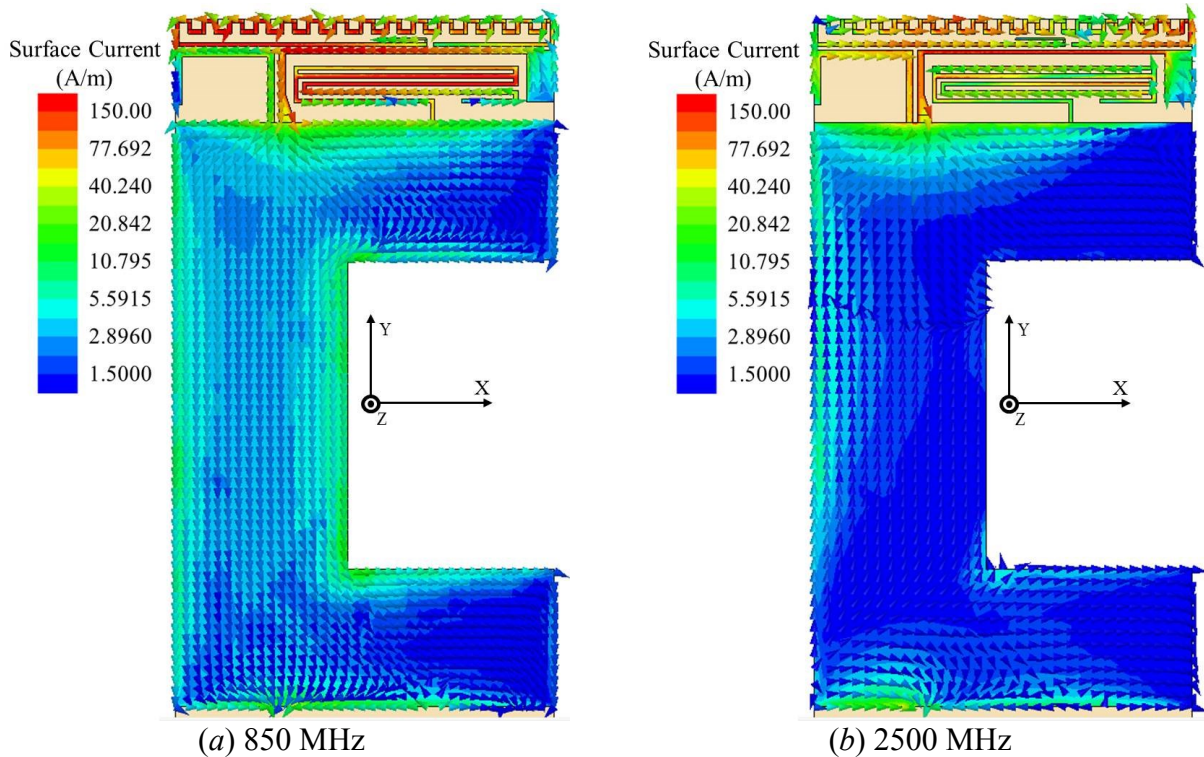 Surface Current
(A/m)
150.00
77.692
40.240
20.842
10.795
5.5915
2.8960
1.5000
Y
X
Z
(a) 850 MHz
Surface Current
(A/m)
150.00
77.692
40.240
20.842
10.795
5.5915
2.8960
1.5000
Y
X
Z
(b) 2500 MHz